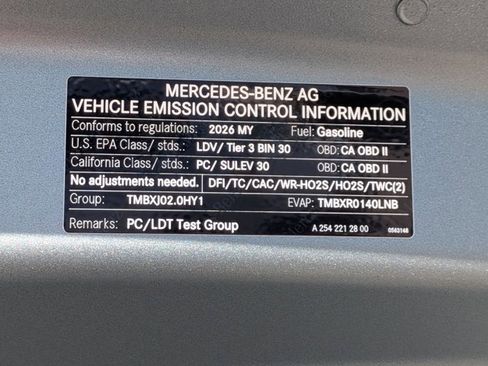 MERCEDES-BENZ AG
VEHICLE EMISSION CONTROL INFORMATION
Conforms to regulations: 2026 MY Fuel: Gasoline
U.S. EPA Class/ stds.: LDV/ Tier 3 BIN 30 OBD: CA OBD II
California Class/ stds.: PC/ SULEV 30 OBD: CA OBD II
No adjustments needed. DFI/TC/CAC/WR-HO2S/HO2S/TWC(2)
Group: TMBXJ02.0HY1 EVAP: TMBXR0140LNB
Remarks: PC/LDT Test Group A 254 221 28 00 0563148